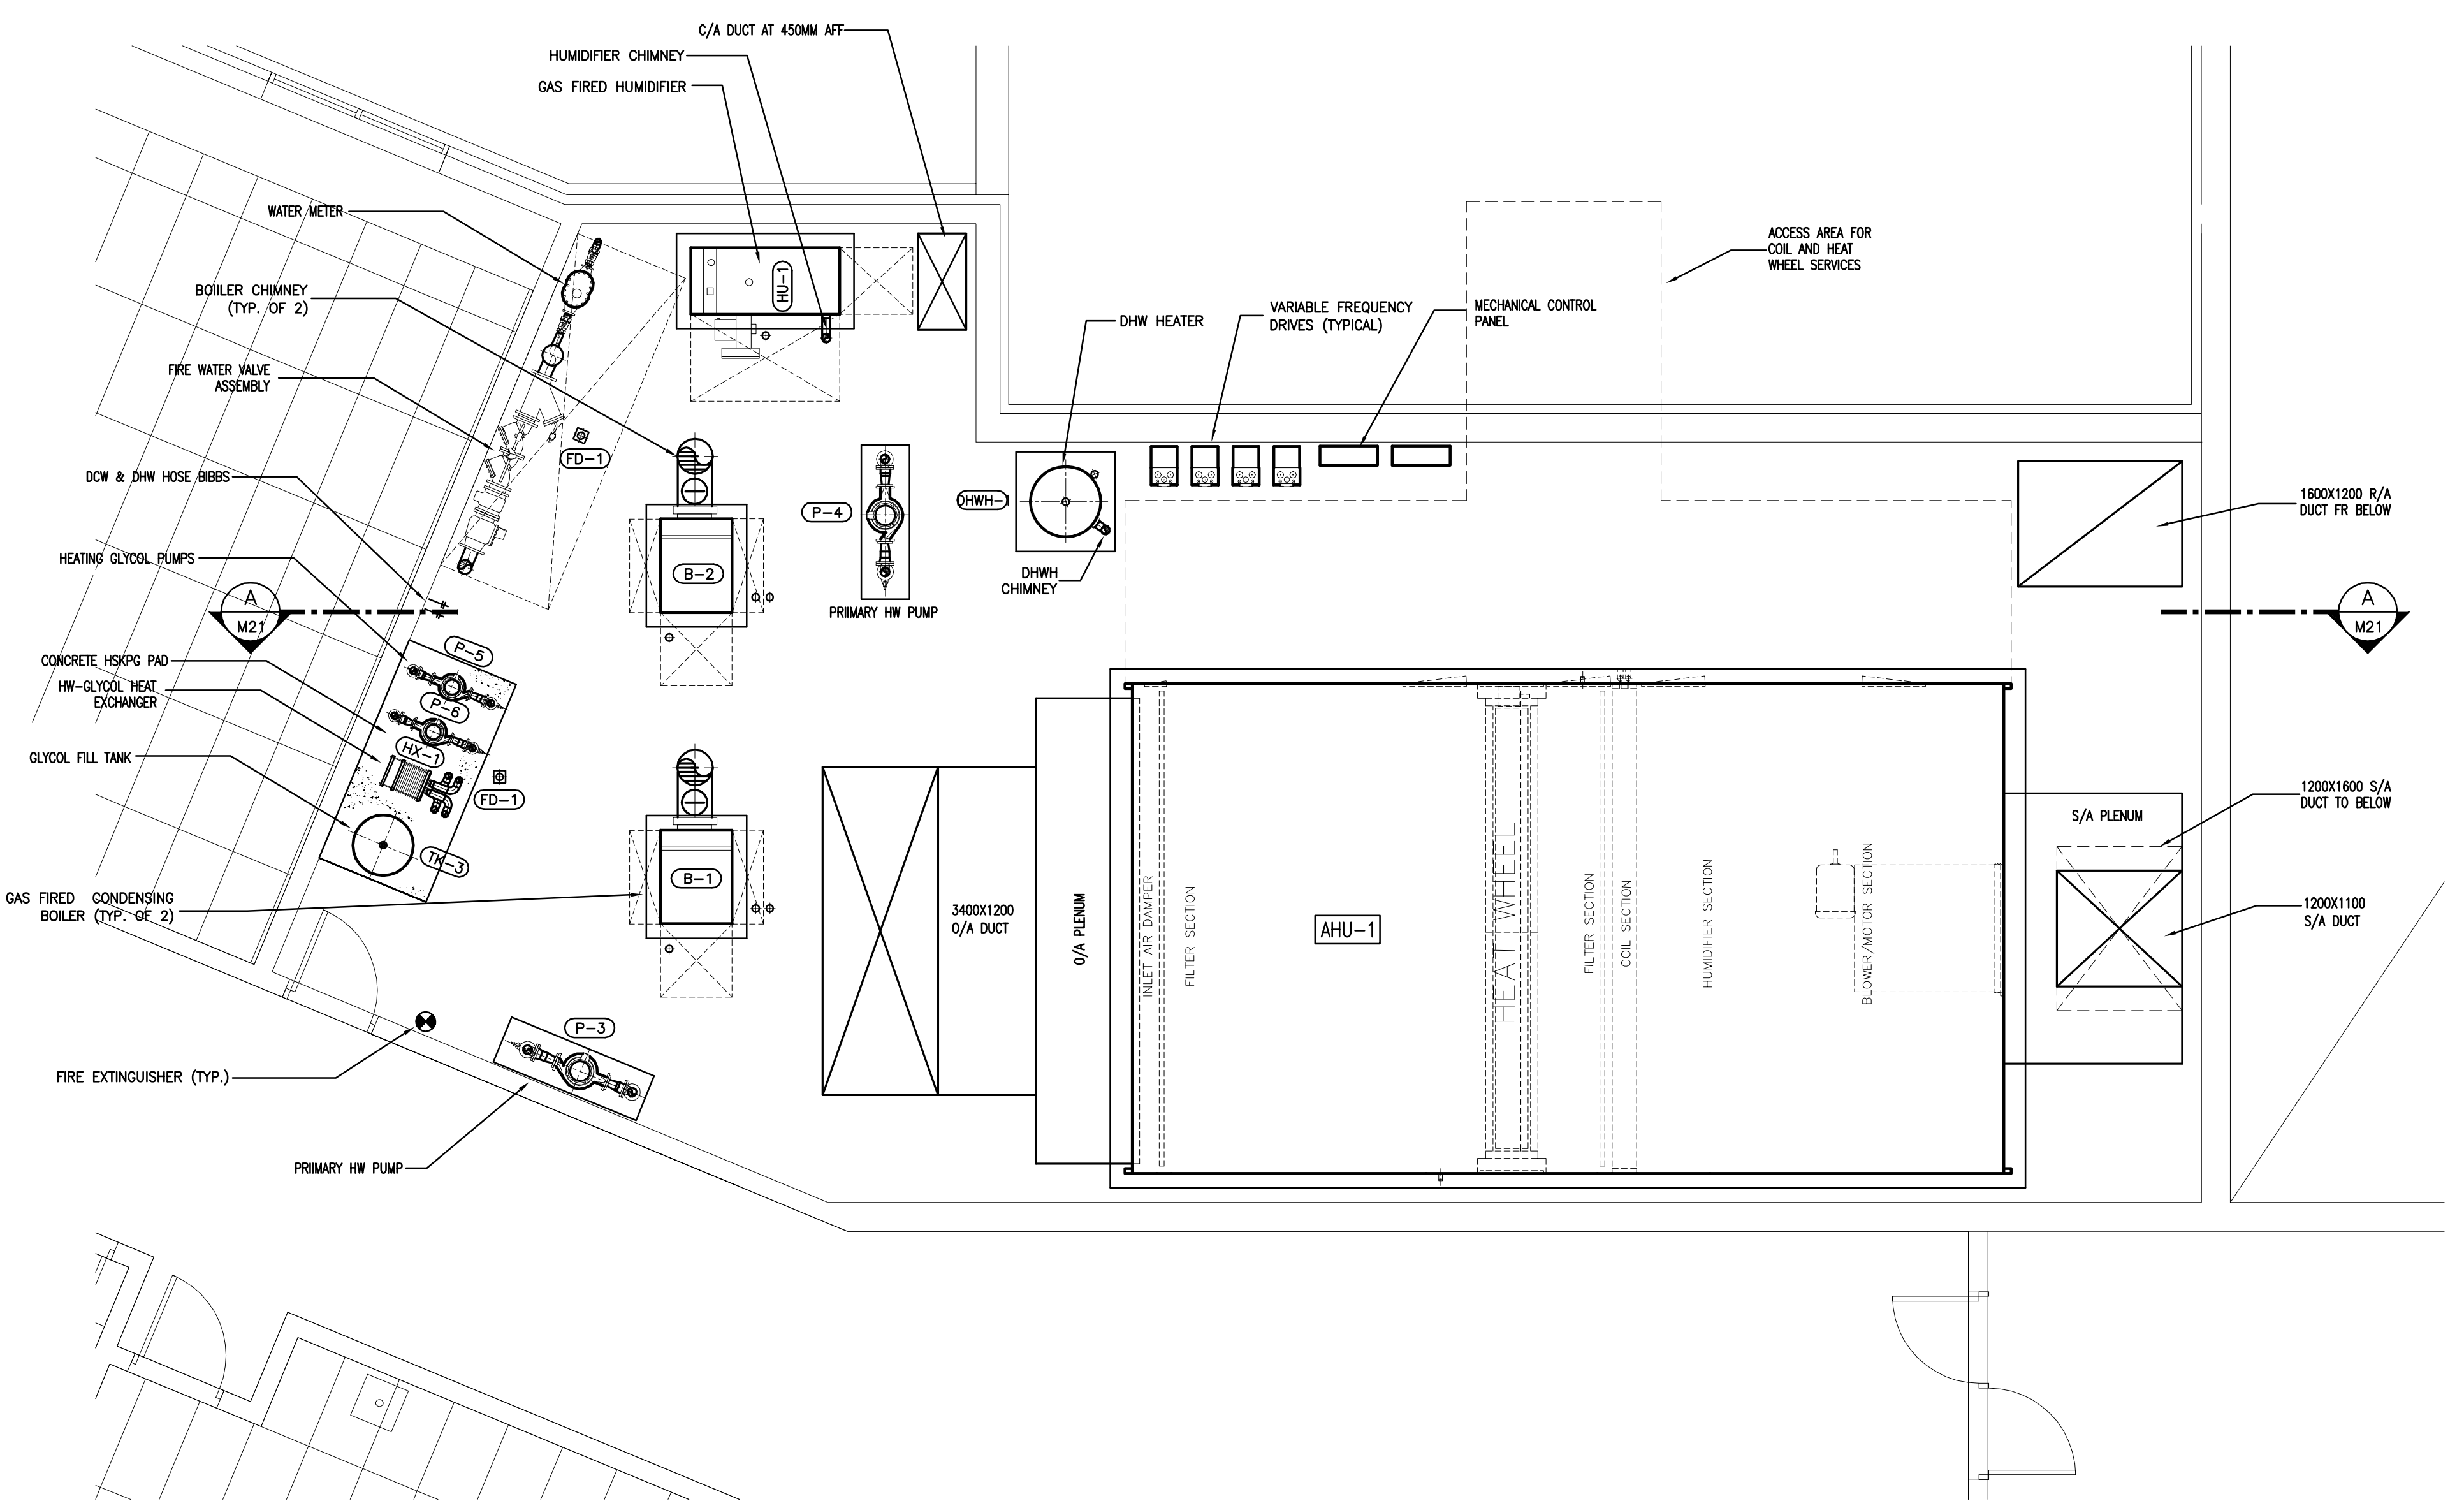 C/A DUCT AT 450MM AFF
HUMIDIFIER CHIMNEY
GAS FIRED HUMIDIFIER
WATER METER
BOIILER CHIMNEY
(TYP. OF 2)
FIRE WATER VALVE
ASSEMBLY
DCW & DHW HOSE BIBBS
HEATING GLYCOL PUMPS
A
M21
CONCRETE HSKPG PAD
HW-GLYCOL HEAT
EXCHANGER
GLYCOL FILL TANK
GAS FIRED CONDENSING
BOILER (TYP. OF 2)
FIRE EXTINGUISHER (TYP.)
PRIIMARY HW PUMP
HU-1
FD-1
P-5
P-6
HX-1
FD-1
TK-3
P-3
B-2
B-1
P-4
PRIIMARY HW PUMP
DHWH-1
DHWH
CHIMNEY
DHW HEATER
VARIABLE FREQUENCY
DRIVES (TYPICAL)
MECHANICAL CONTROL
PANEL
ACCESS AREA FOR
COIL AND HEAT
WHEEL SERVICES
1600X1200 R/A
DUCT FR BELOW
A
M21
3400X1200
O/A DUCT
O/A PLENUM
INLET AIR DAMPER
FILTER SECTION
AHU-1
HEAT WHEEL
FILTER SECTION
COIL SECTION
HUMIDIFIER SECTION
BLOWER/MOTOR SECTION
S/A PLENUM
1200X1600 S/A
DUCT TO BELOW
1200X1100
S/A DUCT